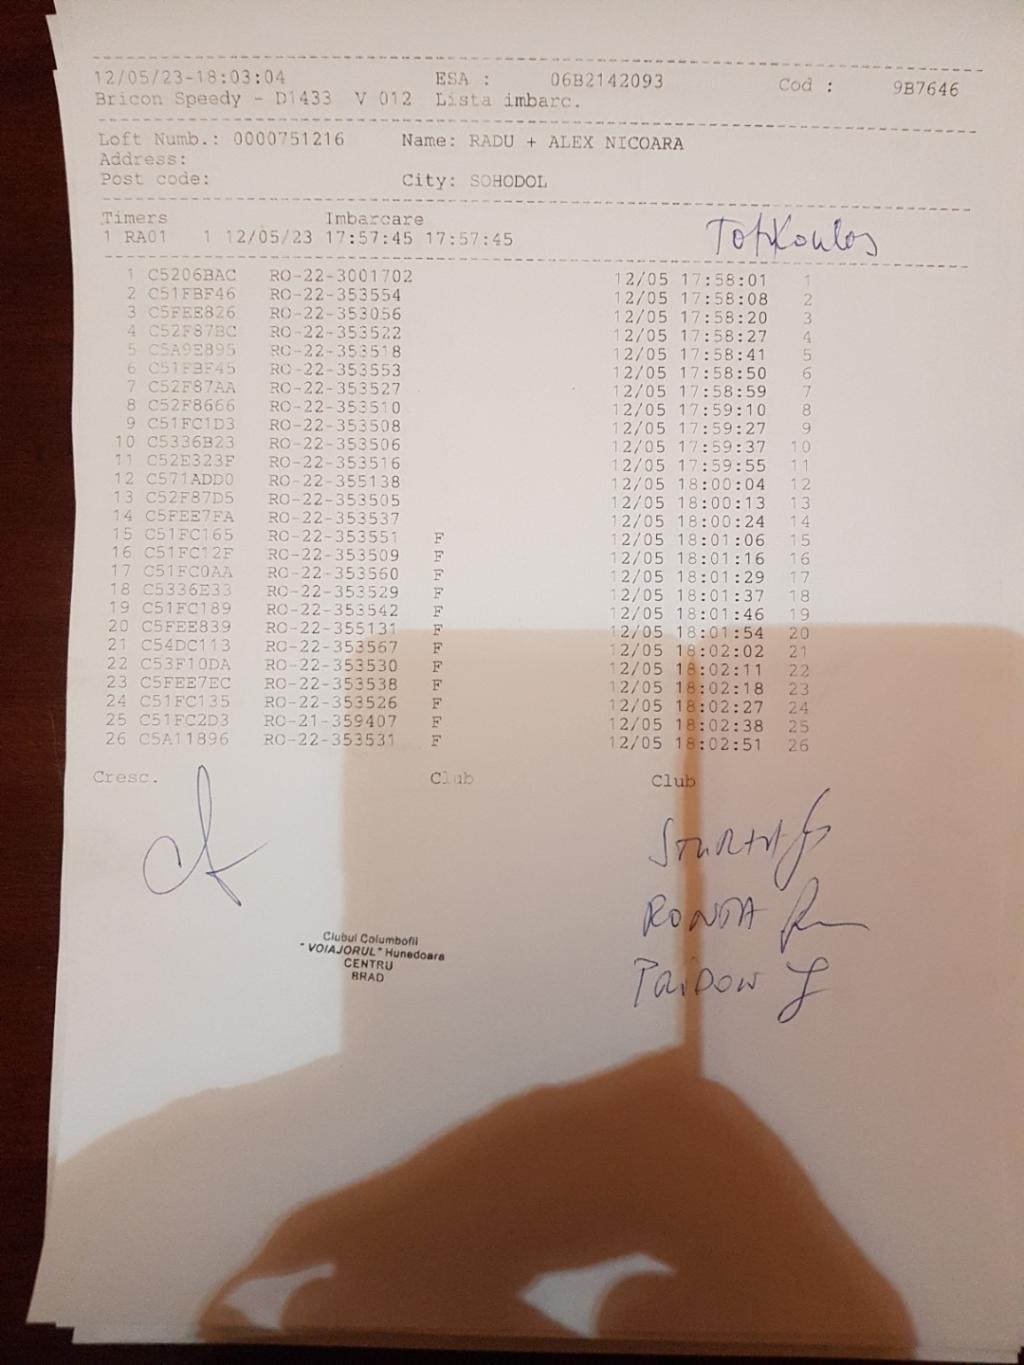 12/05/23-18:03:04 ESA : 06B2142093 Cod : 9B7646
Bricon Speedy - D1433 V 012 Lista imbarc.
Loft Numb.: 0000751216 Name: RADU + ALEX NICOARA
Address:
Post code: City: SOHODOL
Timers Imbarcare
1 RA01 1 12/05/23 17:57:45 17:57:45
1 C5206BAC RO-22-3001702 12/05 17:58:01 1
2 C51FBF46 RO-22-353554 12/05 17:58:08 2
3 C5FEE826 RO-22-353056 12/05 17:58:20 3
4 C52F87BC RO-22-353522 12/05 17:58:27 4
5 C5A9E895 RO-22-353518 12/05 17:58:41 5
6 C51FBF45 RO-22-353553 12/05 17:58:50 6
7 C52F87AA RO-22-353527 12/05 17:58:59 7
8 C52F8666 RO-22-353510 12/05 17:59:10 8
9 C51FC1D3 RO-22-353508 12/05 17:59:27 9
10 C5336B23 RO-22-353506 12/05 17:59:37 10
11 C52E323F RO-22-353516 12/05 17:59:55 11
12 C571ADD0 RO-22-355138 12/05 18:00:04 12
13 C52F87D5 RO-22-353505 12/05 18:00:13 13
14 C5FEE7FA RO-22-353537 12/05 18:00:24 14
15 C51FC165 RO-22-353551 F 12/05 18:01:06 15
16 C51FC12F RO-22-353509 F 12/05 18:01:16 16
17 C51FC0AA RO-22-353560 F 12/05 18:01:29 17
18 C5336E33 RO-22-353529 F 12/05 18:01:37 18
19 C51FC189 RO-22-353542 F 12/05 18:01:46 19
20 C5FEE839 RO-22-355131 F 12/05 18:01:54 20
21 C54DC113 RO-22-353567 F 12/05 18:02:02 21
22 C53F10DA RO-22-353530 F 12/05 18:02:11 22
23 C5FEE7EC RO-22-353538 F 12/05 18:02:18 23
24 C51FC135 RO-22-353526 F 12/05 18:02:27 24
25 C51FC2D3 RO-21-359407 F 12/05 18:02:38 25
26 C5A11896 RO-22-353531 F 12/05 18:02:51 26
Cresc. Club Club
RONTA
Clubul Columbofil
"VOIAJORUL" Hunedoara
CENTRU
BRAD